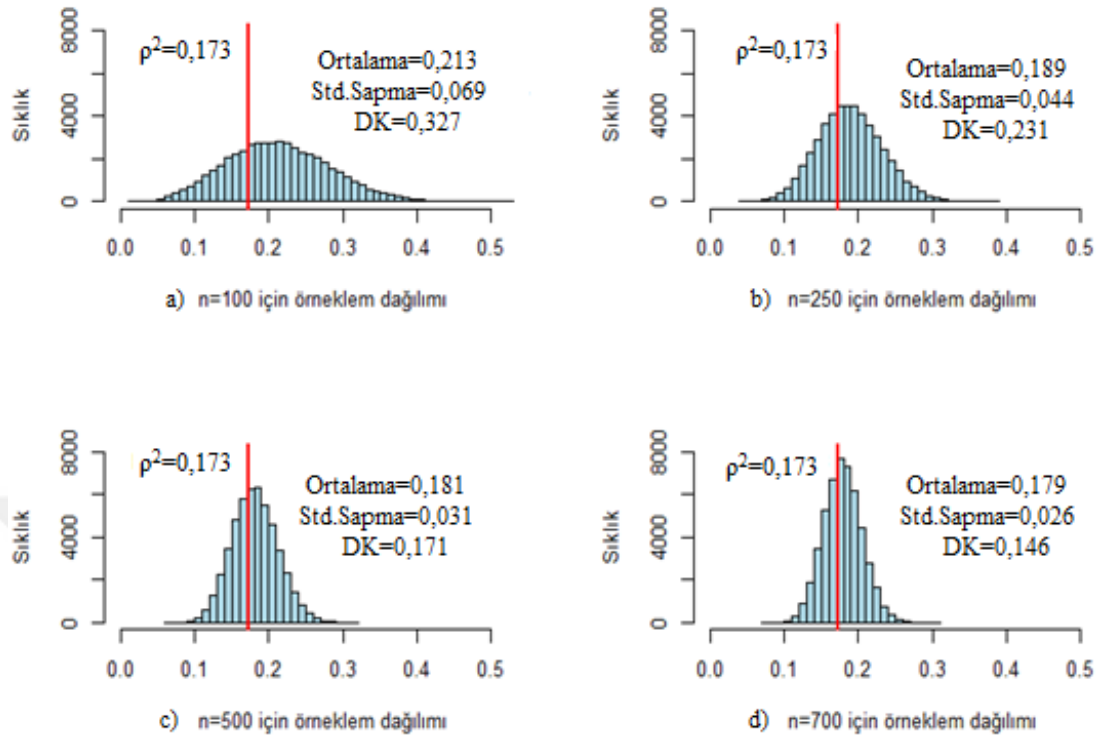 8000
4000
0
Sıklık
ρ²=0,173
Ortalama=0,213
Std.Sapma=0,069
DK=0,327
0.0 0.1 0.2 0.3 0.4 0.5
a) n=100 için örneklem dağılımı
8000
4000
0
Sıklık
ρ²=0,173
Ortalama=0,189
Std.Sapma=0,044
DK=0,231
0.0 0.1 0.2 0.3 0.4 0.5
b) n=250 için örneklem dağılımı
8000
4000
0
Sıklık
ρ²=0,173
Ortalama=0,181
Std.Sapma=0,031
DK=0,171
0.0 0.1 0.2 0.3 0.4 0.5
c) n=500 için örneklem dağılımı
8000
4000
0
Sıklık
ρ²=0,173
Ortalama=0,179
Std.Sapma=0,026
DK=0,146
0.0 0.1 0.2 0.3 0.4 0.5
d) n=700 için örneklem dağılımı